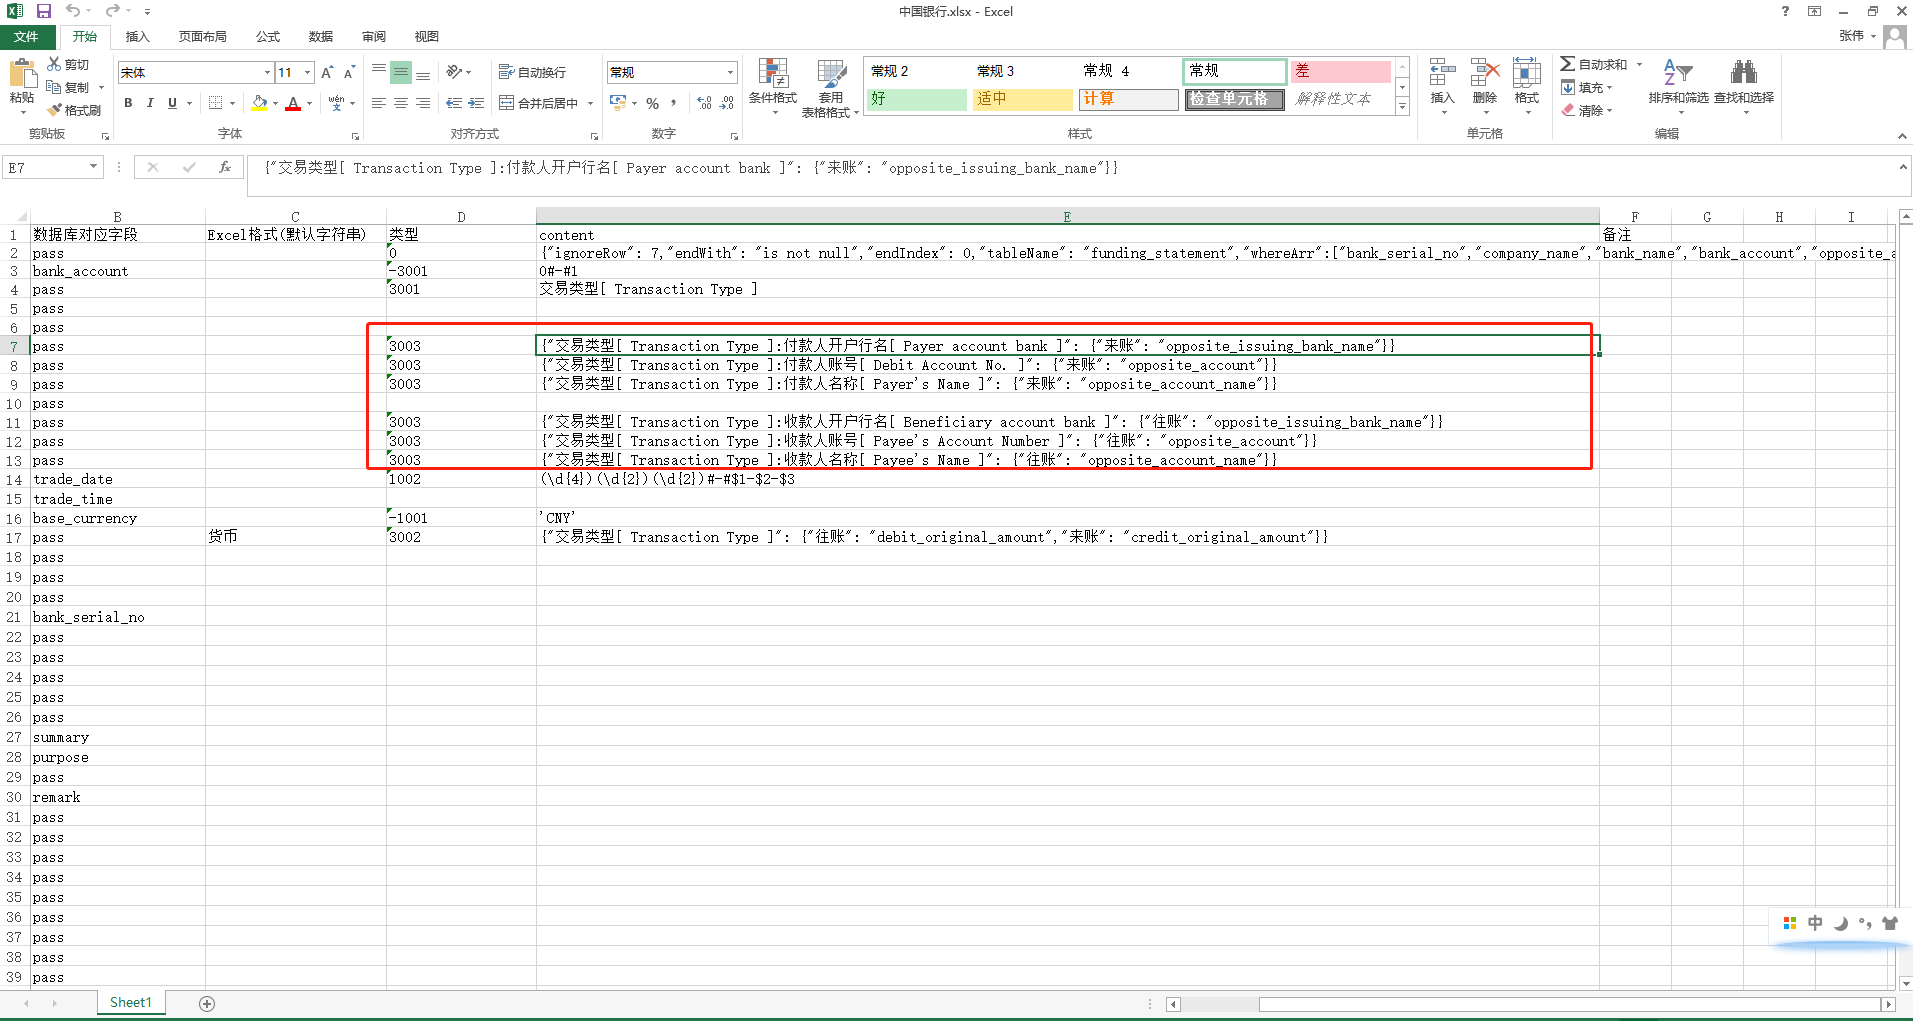 中国银行.xlsx - Excel
?
文件 开始 插入 页面布局 公式 数据 审阅 视图
张伟
粘贴
剪切
复制
格式刷
剪贴板
宋体 11
B I U
wén
字体
自动换行
合并后居中
对齐方式
常规
%
数字
条件格式
套用
表格格式
常规 2 常规 3 常规 4 常规 差
好 适中 计算 检查单元格 解释性文本
样式
插入 删除 格式
单元格
自动求和
填充
清除
排序和筛选
查找和选择
编辑
E7 fx {"交易类型[ Transaction Type ]:付款人开户行名[ Payer account bank ]": {"来账": "opposite_issuing_bank_name"}}
B C D E F G H I
1 数据库对应字段 Excel格式(默认字符串) 类型 content 备注
2 pass 0 {"ignoreRow": 7,"endWith": "is not null","endIndex": 0,"tableName": "funding_statement","whereArr":["bank_serial_no","company_name","bank_name","bank_account","opposite_a
3 bank_account -3001 0#-#1
4 pass 3001 交易类型[ Transaction Type ]
5 pass
6 pass
7 pass 3003 {"交易类型[ Transaction Type ]:付款人开户行名[ Payer account bank ]": {"来账": "opposite_issuing_bank_name"}}
8 pass 3003 {"交易类型[ Transaction Type ]:付款人账号[ Debit Account No. ]": {"来账": "opposite_account"}}
9 pass 3003 {"交易类型[ Transaction Type ]:付款人名称[ Payer's Name ]": {"来账": "opposite_account_name"}}
10 pass
11 pass 3003 {"交易类型[ Transaction Type ]:收款人开户行名[ Beneficiary account bank ]": {"往账": "opposite_issuing_bank_name"}}
12 pass 3003 {"交易类型[ Transaction Type ]:收款人账号[ Payee's Account Number ]": {"往账": "opposite_account"}}
13 pass 3003 {"交易类型[ Transaction Type ]:收款人名称[ Payee's Name ]": {"往账": "opposite_account_name"}}
14 trade_date 1002 (\d{4})(\d{2})(\d{2})#-#$1-$2-$3
15 trade_time
16 base_currency -1001 'CNY'
17 pass 货币 3002 {"交易类型[ Transaction Type ]": {"往账": "debit_original_amount","来账": "credit_original_amount"}}
18 pass
19 pass
20 pass
21 bank_serial_no
22 pass
23 pass
24 pass
25 pass
26 pass
27 summary
28 purpose
29 pass
30 remark
31 pass
32 pass
33 pass
34 pass
35 pass
36 pass
37 pass
38 pass
39 pass
中
Sheet1